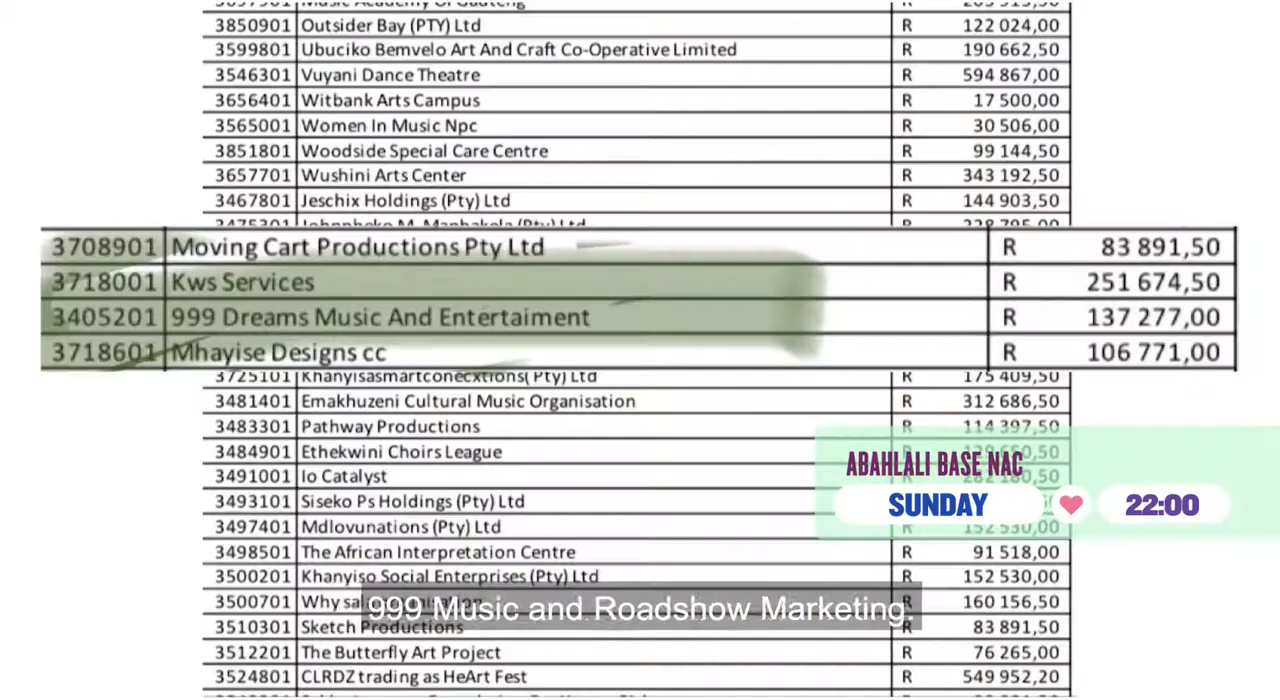 3850901 Outsider Bay (PTY) Ltd R 122 024,00
3599801 Ubuciko Bemvelo Art And Craft Co-Operative Limited R 190 662,50
3546301 Vuyani Dance Theatre R 594 867,00
3656401 Witbank Arts Campus R 17 500,00
3565001 Women In Music Npc R 30 506,00
3851801 Woodside Special Care Centre R 99 144,50
3657701 Wushini Arts Center R 343 192,50
3467801 Jeschix Holdings (Pty) Ltd R 144 903,50
3708901 Moving Cart Productions Pty Ltd R 83 891,50
3718001 Kws Services R 251 674,50
3405201 999 Dreams Music And Entertaiment R 137 277,00
3718601 Mhayise Designs cc R 106 771,00
3725101 Khanyisasmartconecxtions( Pty) Ltd R 175 409,50
3481401 Emakhuzeni Cultural Music Organisation R 312 686,50
3483301 Pathway Productions R 114 397,50
3484901 Ethekwini Choirs League R
ABAHLALI BASE NAC
3491001 Io Catalyst R
3493101 Siseko Ps Holdings (Pty) Ltd
SUNDAY 22:00
3497401 Mdlovunations (Pty) Ltd R 152 530,00
3498501 The African Interpretation Centre R 91 518,00
3500201 Khanyiso Social Enterprises (Pty) Ltd R 152 530,00
3500701 Why R 160 156,50
999 Music and Roadshow Marketing.
3510301 Sketch Productions R 83 891,50
3512201 The Butterfly Art Project R 76 265,00
3524801 CLRDZ trading as HeArt Fest R 549 952,20